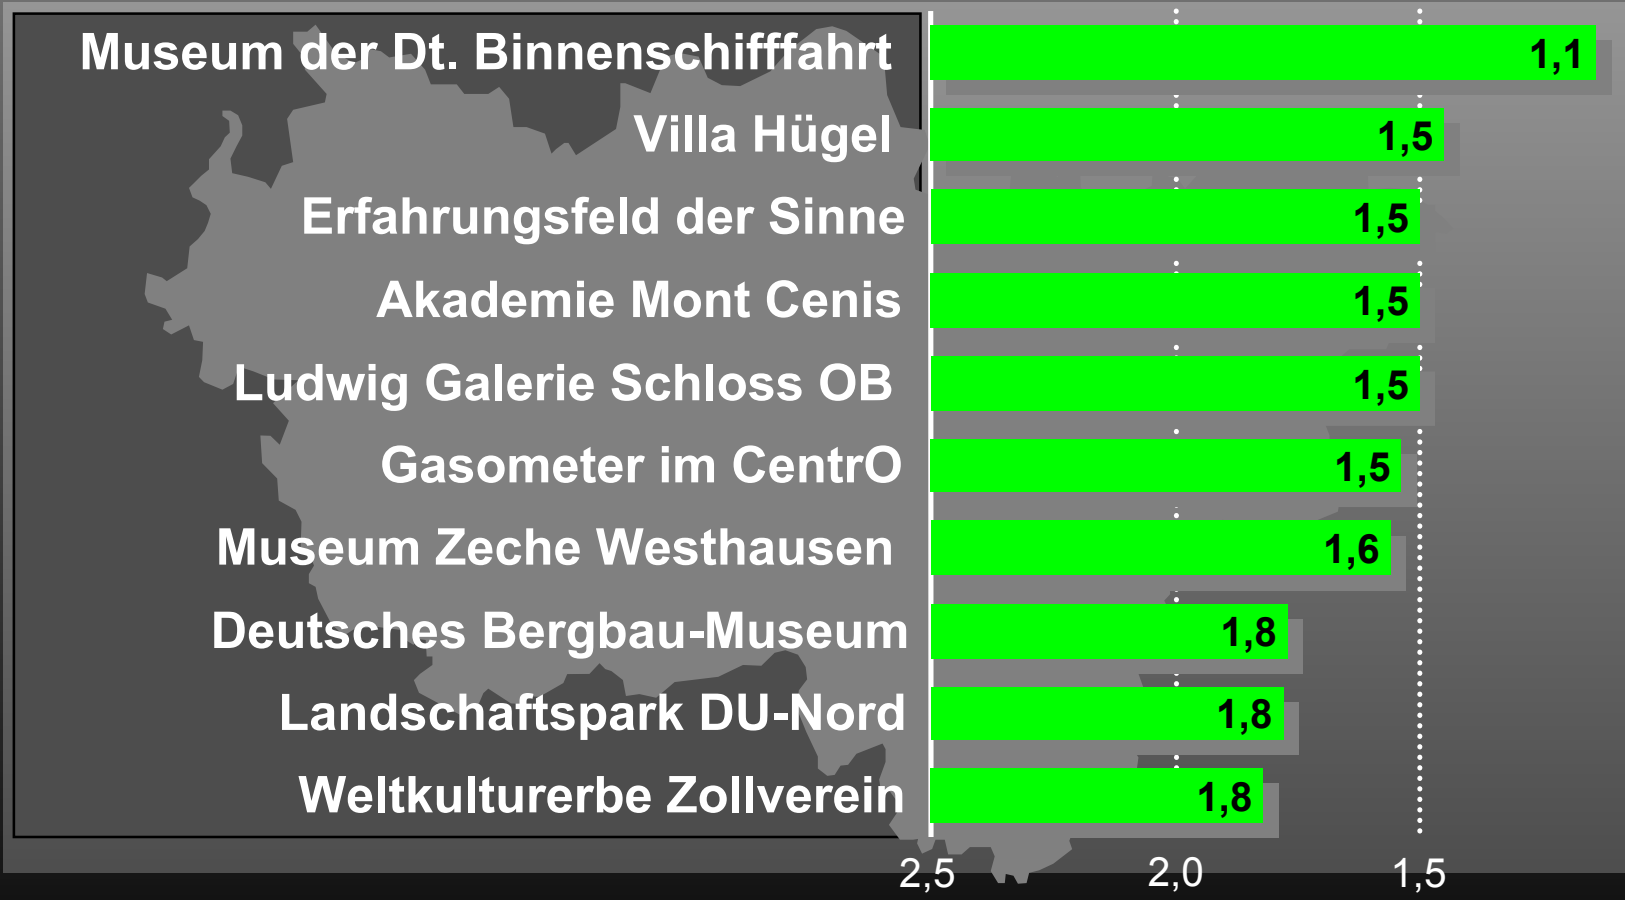 Museum der Dt. Binnenschifffahrt 1,1
Villa Hügel 1,5
Erfahrungsfeld der Sinne 1,5
Akademie Mont Cenis 1,5
Ludwig Galerie Schloss OB 1,5
Gasometer im CentrO 1,5
Museum Zeche Westhausen 1,6
Deutsches Bergbau-Museum 1,8
Landschaftspark DU-Nord 1,8
Weltkulturerbe Zollverein 1,8
2,5 2,0 1,5